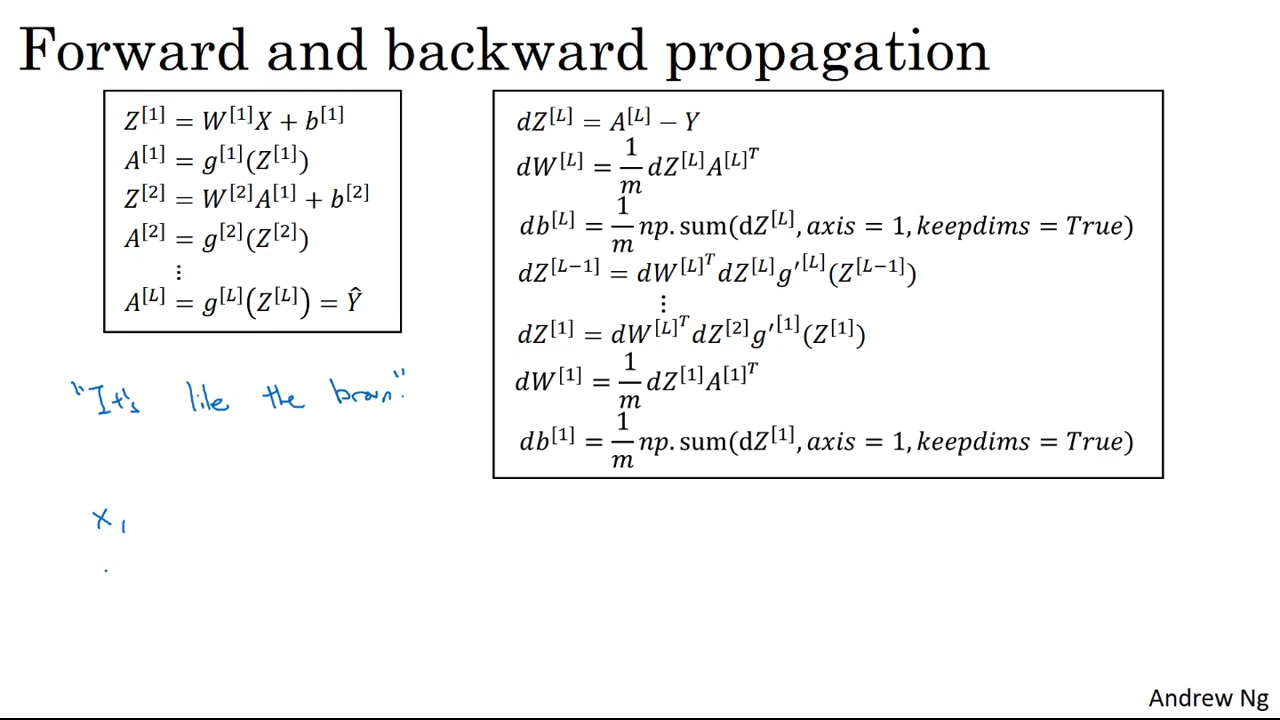 Forward and backward propagation
Z^[1] = W^[1]X + b^[1]
A^[1] = g^[1](Z^[1])
Z^[2] = W^[2]A^[1] + b^[2]
A^[2] = g^[2](Z^[2])
⋮
A^[L] = g^[L](Z^[L]) = Ŷ
dZ^[L] = A^[L] − Y
dW^[L] = 1/m dZ^[L]A^[L]^T
db^[L] = 1/m np.sum(dZ^[L], axis = 1, keepdims = True)
dZ^[L−1] = dW^[L]^T dZ^[L]g′^[L](Z^[L−1])
⋮
dZ^[1] = dW^[L]^T dZ^[2]g′^[1](Z^[1])
dW^[1] = 1/m dZ^[1]A^[1]^T
db^[1] = 1/m np.sum(dZ^[1], axis = 1, keepdims = True)
"It's like the brain".
x₁
Andrew Ng